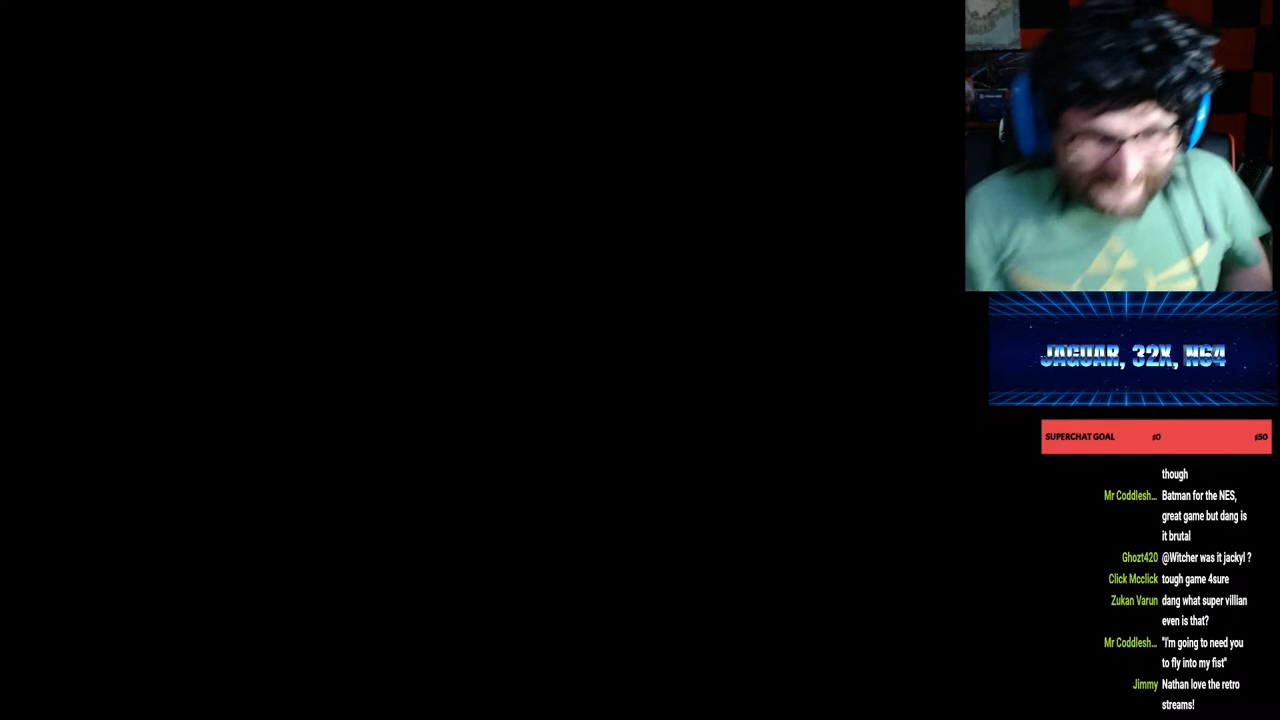 JAGUAR, 32X, N64
SUPERCHAT GOAL $0 $50
though
Mr Coddlesh... Batman for the NES,
great game but dang is
it brutal
Ghozt420 @Witcher was it jacky! ?
Click Mcclick tough game 4sure
Zukan Varun dang what super villian
even is that?
Mr Coddlesh... "I'm going to need you
to fly into my fist"
Jimmy Nathan love the retro
streams!